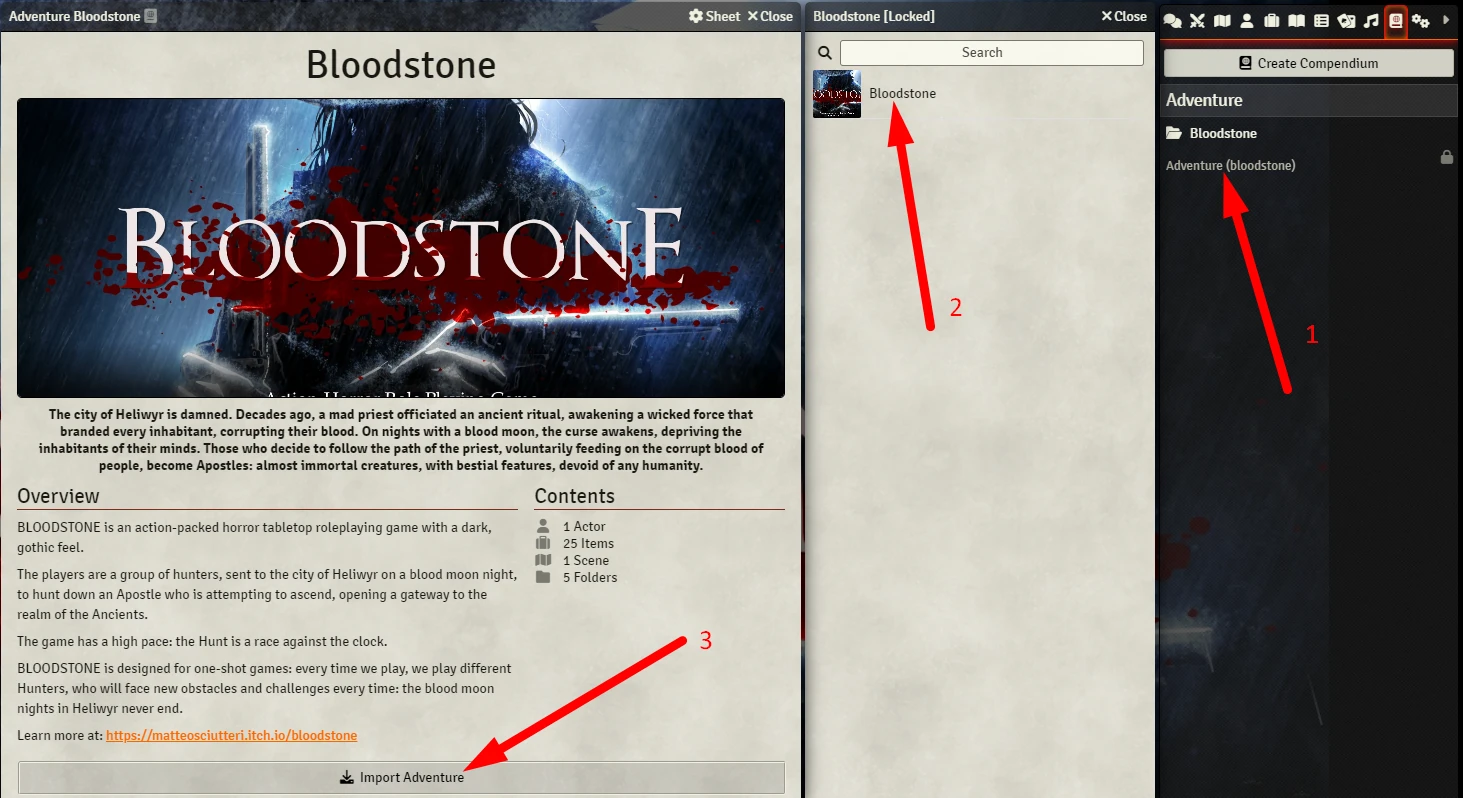 Adventure Bloodstone
Sheet
Close
Bloodstone
BLOODSTONE
Action-Horror Role Playing Game
The city of Heliwyr is damned. Decades ago, a mad priest officiated an ancient ritual, awakening a wicked force that
branded every inhabitant, corrupting their blood. On nights with a blood moon, the curse awakens, depriving the
inhabitants of their minds. Those who decide to follow the path of the priest, voluntarily feeding on the corrupt blood of
people, become Apostles: almost immortal creatures, with bestial features, devoid of any humanity.
Overview
BLOODSTONE is an action-packed horror tabletop roleplaying game with a dark,
gothic feel.
The players are a group of hunters, sent to the city of Heliwyr on a blood moon night,
to hunt down an Apostle who is attempting to ascend, opening a gateway to the
realm of the Ancients.
The game has a high pace: the Hunt is a race against the clock.
BLOODSTONE is designed for one-shot games: every time we play, we play different
Hunters, who will face new obstacles and challenges every time: the blood moon
nights in Heliwyr never end.
Learn more at: https://matteosciutteri.itch.io/bloodstone
Contents
1 Actor
25 Items
1 Scene
5 Folders
3
Import Adventure
Bloodstone [Locked]
Close
Search
BLOODSTONE
Bloodstone
2
Create Compendium
Adventure
Bloodstone
Adventure (bloodstone)
1